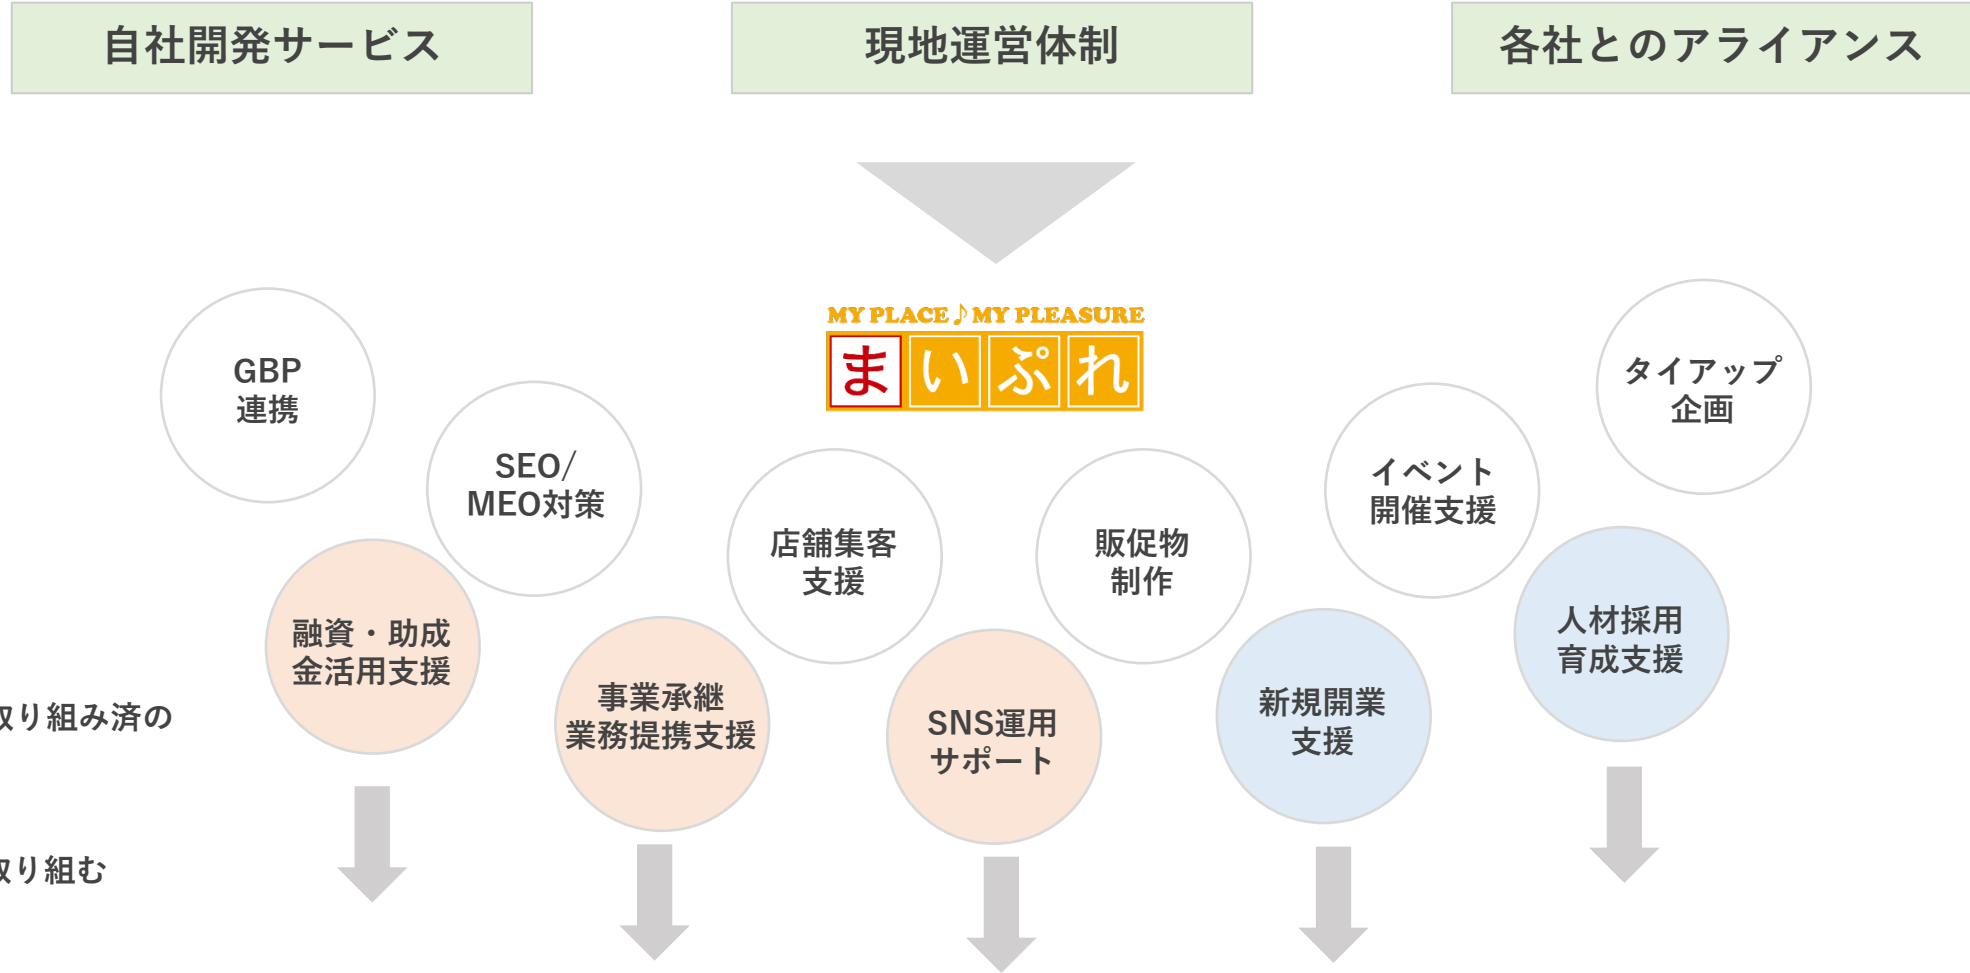 自社開発サービス
現地運営体制
各社とのアライアンス
MY PLACE♪MY PLEASURE
まいぷれ
GBP
連携
SEO/
MEO対策
店舗集客
支援
販促物
制作
イベント
開催支援
タイアップ
企画
融資・助成
金活用支援
事業承継
業務提携支援
SNS運用
サポート
新規開業
支援
人材採用
育成支援
取り組み済の
取り組む